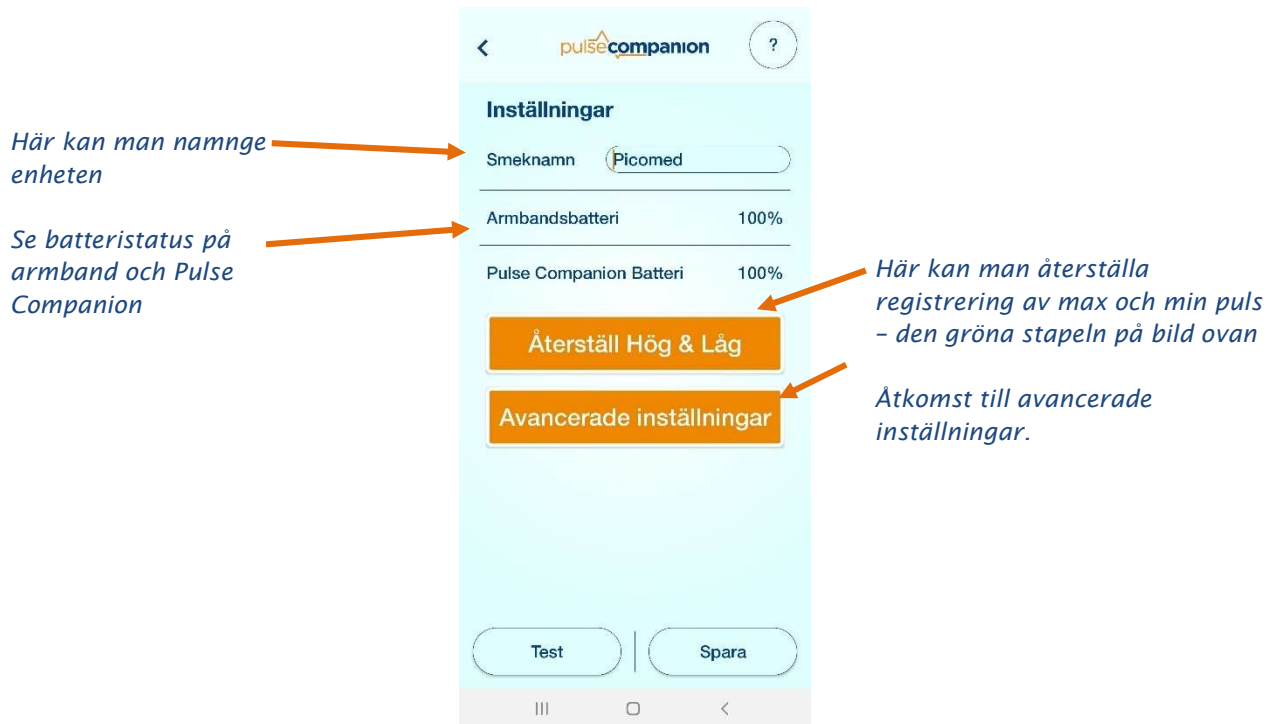 pulsecompanion
?
Inställningar
Här kan man namnge
enheten
Smeknamn Picomed
Se batteristatus på
armband och Pulse
Companion
Armbandsbatteri 100%
Pulse Companion Batteri 100%
Här kan man återställa
registrering av max och min puls
– den gröna stapeln på bild ovan
Återställ Hög & Låg
Åtkomst till avancerade
inställningar.
Avancerade inställningar
Test
Spara